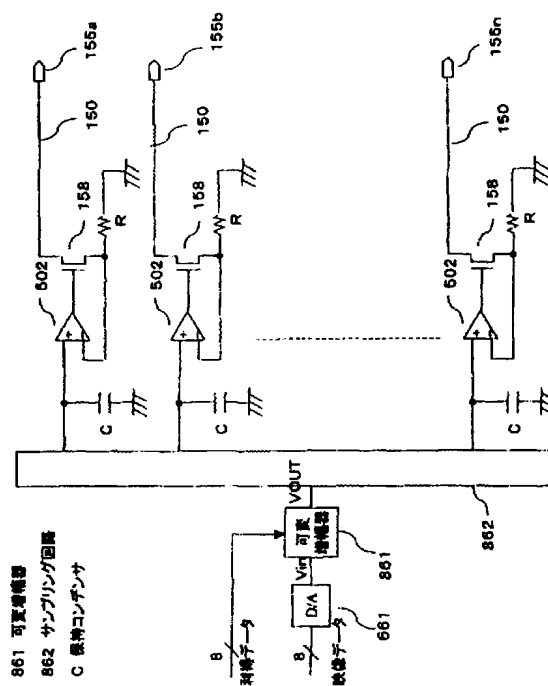 861 可変増幅器
862 サンプリング回路
C 保持コンデンサ
155a
150
158
502
R
C
155b
150
158
502
R
C
155n
150
158
502
R
C
8
利得データ
8
映像データ
D/A
661
Vin
可変
増幅器
861
VOUT
862